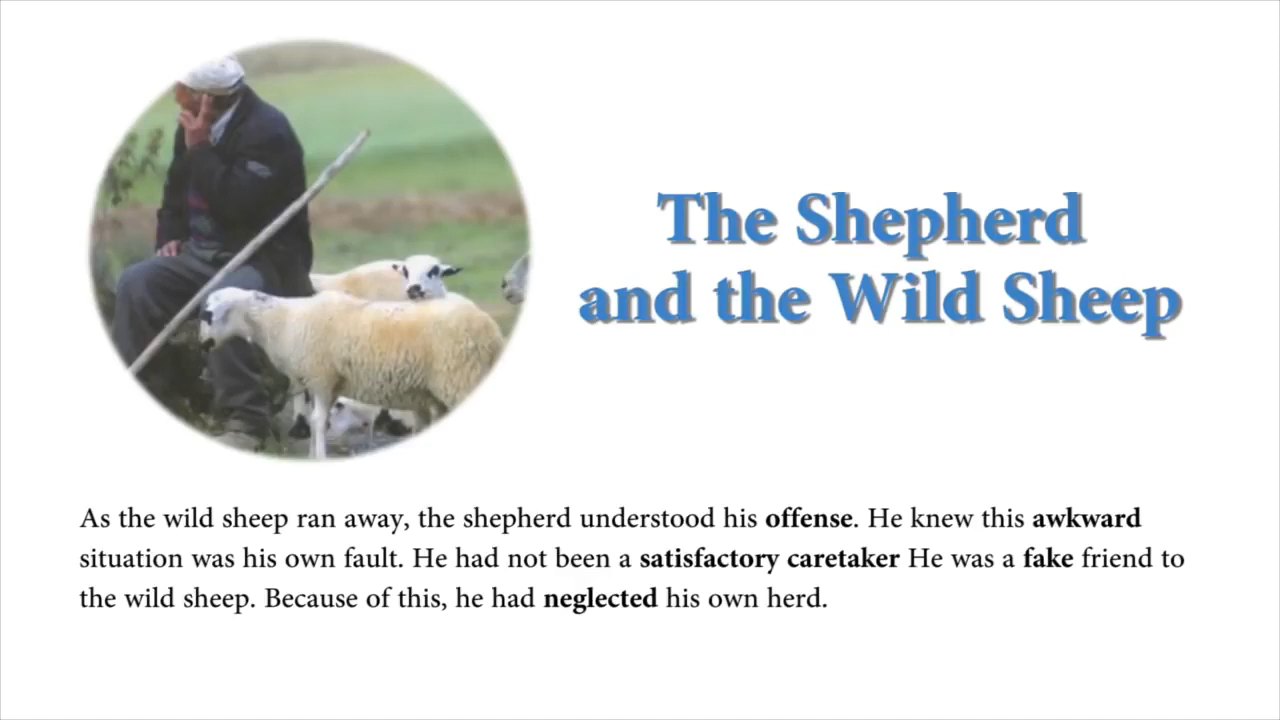 The Shepherd
and the Wild Sheep
As the wild sheep ran away, the shepherd understood his offense. He knew this awkward
situation was his own fault. He had not been a satisfactory caretaker He was a fake friend to
the wild sheep. Because of this, he had neglected his own herd.